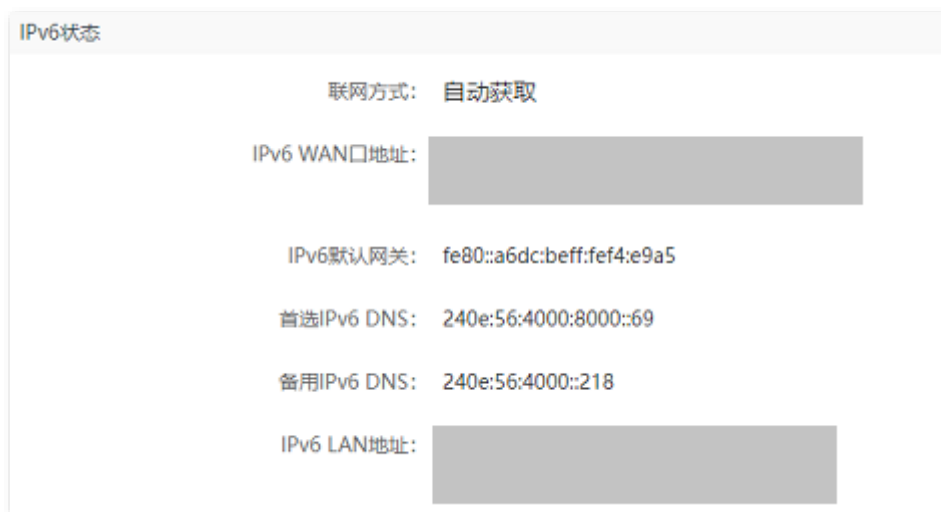 IPv6状态
联网方式： 自动获取
IPv6 WAN口地址：
IPv6默认网关： fe80::a6dc:beff:fef4:e9a5
首选IPv6 DNS： 240e:56:4000:8000::69
备用IPv6 DNS： 240e:56:4000::218
IPv6 LAN地址：